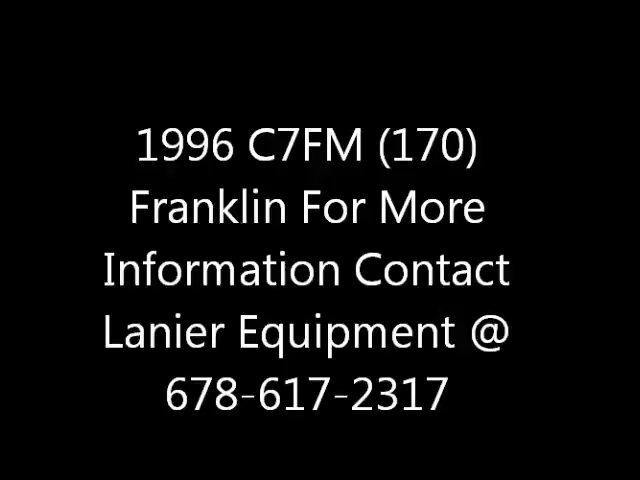 1996 C7FM (170)
Franklin For More
Information Contact
Lanier Equipment @
678-617-2317